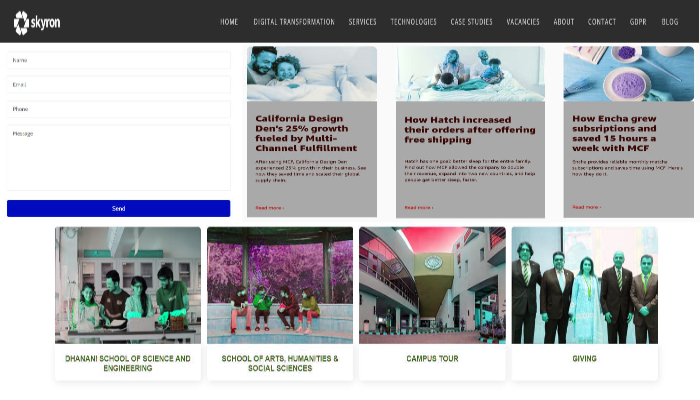 skyron
HOME DIGITAL TRANSFORMATION SERVICES TECHNOLOGIES CASE STUDIES VACANCIES ABOUT CONTACT GDPR BLOG
Name
Email
Phone
Message
Send
California Design
Den's 25% growth
fueled by Multi-
Channel Fulfillment
After using MCF, California Design Den
experienced 25% growth in their business. See
how they saved time and scaled their global
supply chain.
Read more ›
How Hatch increased
their orders after offering
free shipping
Hatch has one goal: better sleep for the entire family.
Find out how MCF allowed the company to double
their revenue, expand into two new countries, and help
people get better sleep, faster.
Read more ›
How Encha grew
subsriptions and
saved 15 hours a
week with MCF
Encha provides reliable monthly matcha
subscriptions and saves time using MCF. Here's
how they do it.
Read more ›
DHANANI SCHOOL OF SCIENCE AND
ENGINEERING
SCHOOL OF ARTS, HUMANITIES &
SOCIAL SCIENCES
CAMPUS TOUR
GIVING